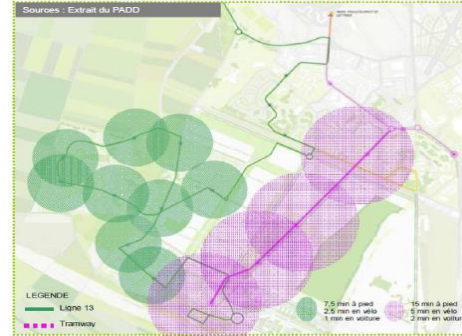 Sources : Extrait du PADD
LEGENDE
Ligne 13
Tramway
7,5 min à pied
2,5 min en vélo
1 min en voiture
15 min à pied
5 min en vélo
2 min en voiture